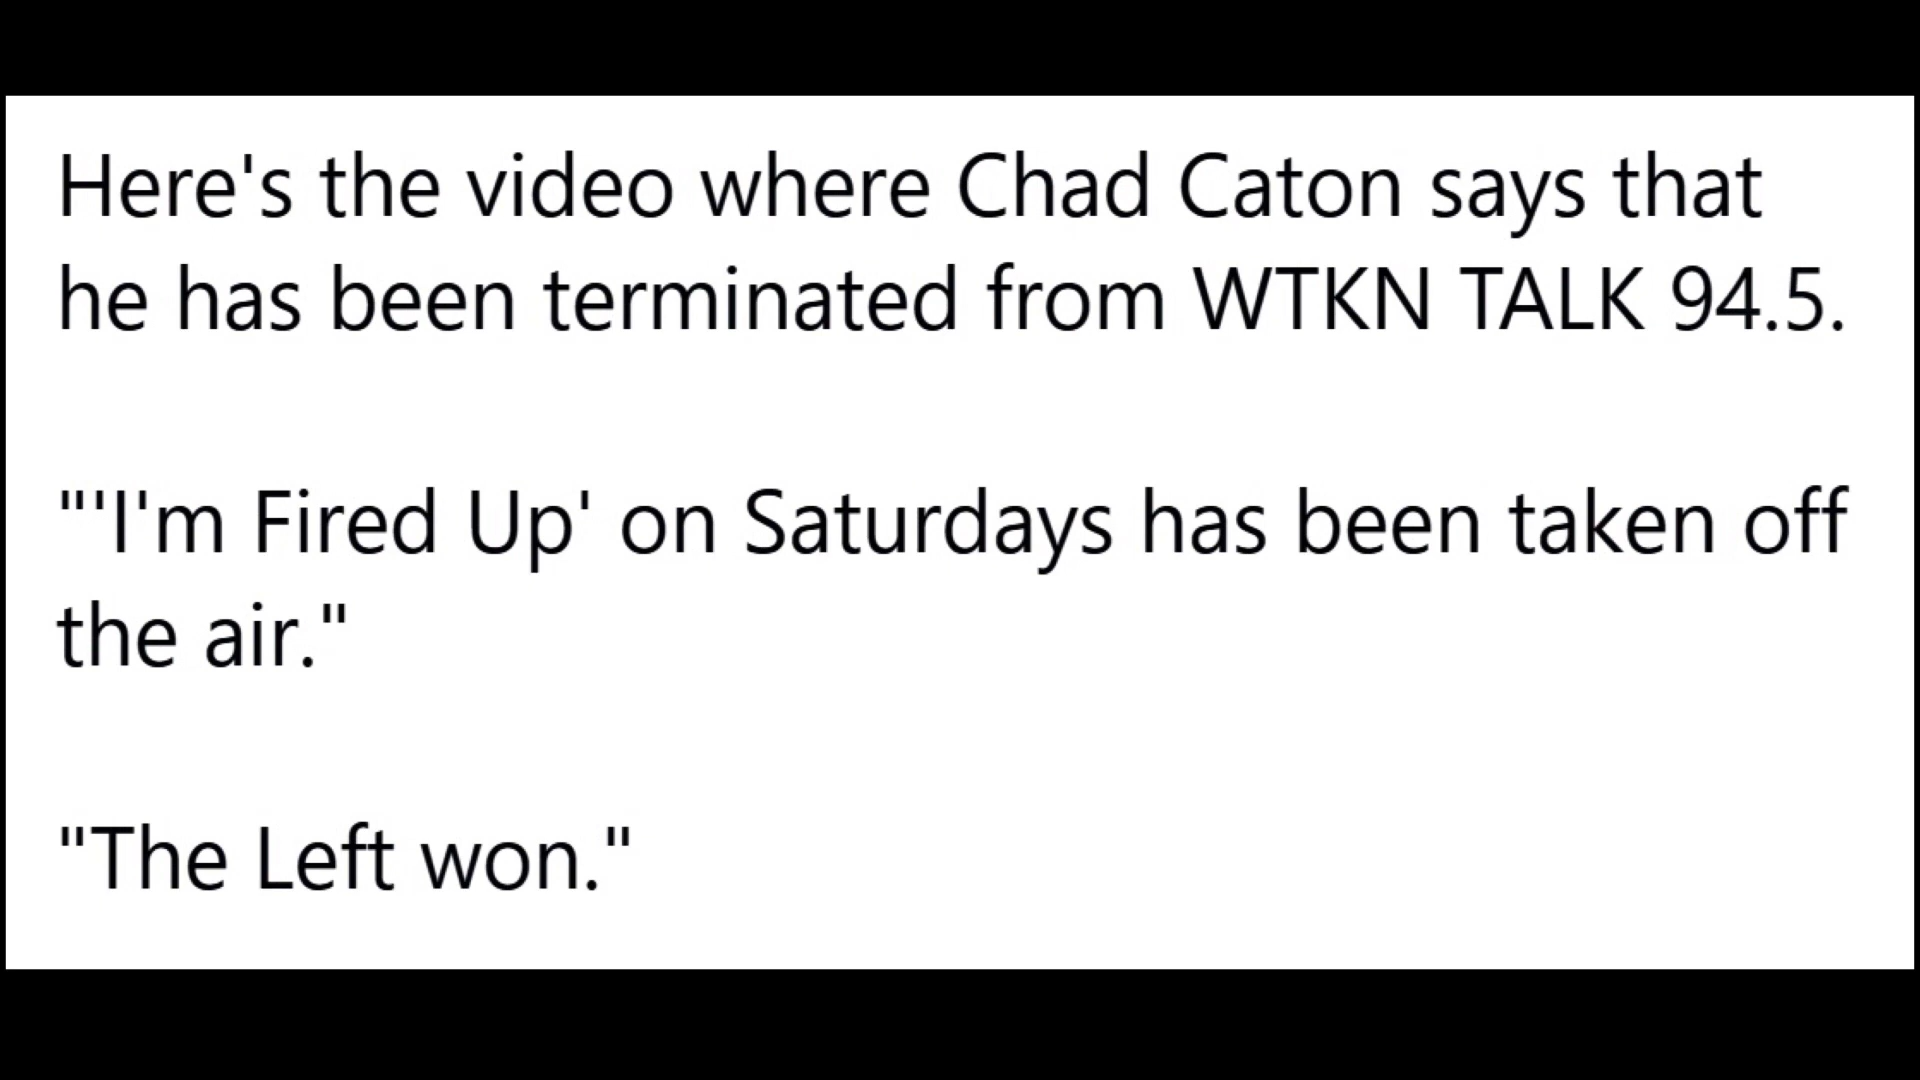 Here's the video where Chad Caton says that
he has been terminated from WTKN TALK 94.5.
"'I'm Fired Up' on Saturdays has been taken off
the air."
"The Left won."